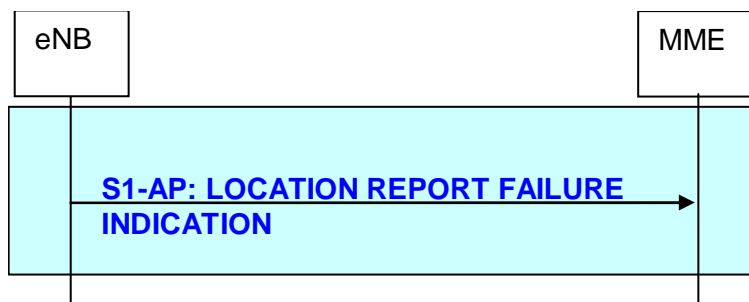 eNB
MME
S1-AP: LOCATION REPORT FAILURE
INDICATION